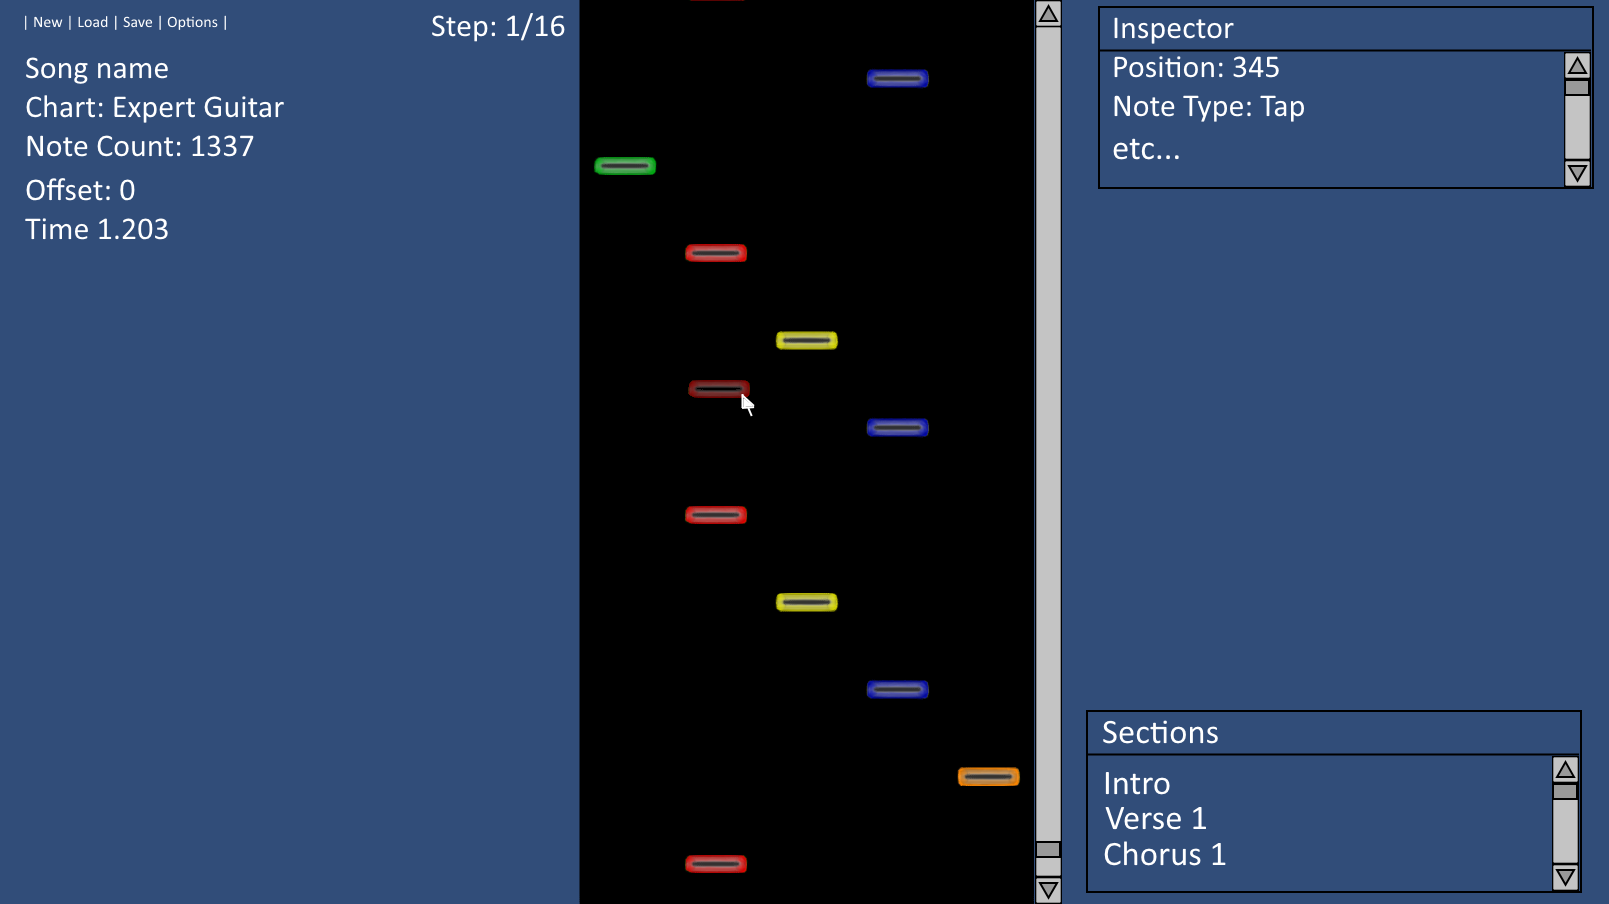 | New | Load | Save | Options |
Step: 1/16
Song name
Chart: Expert Guitar
Note Count: 1337
Offset: 0
Time 1.203
Inspector
Position: 345
Note Type: Tap
etc...
Sections
Intro
Verse 1
Chorus 1